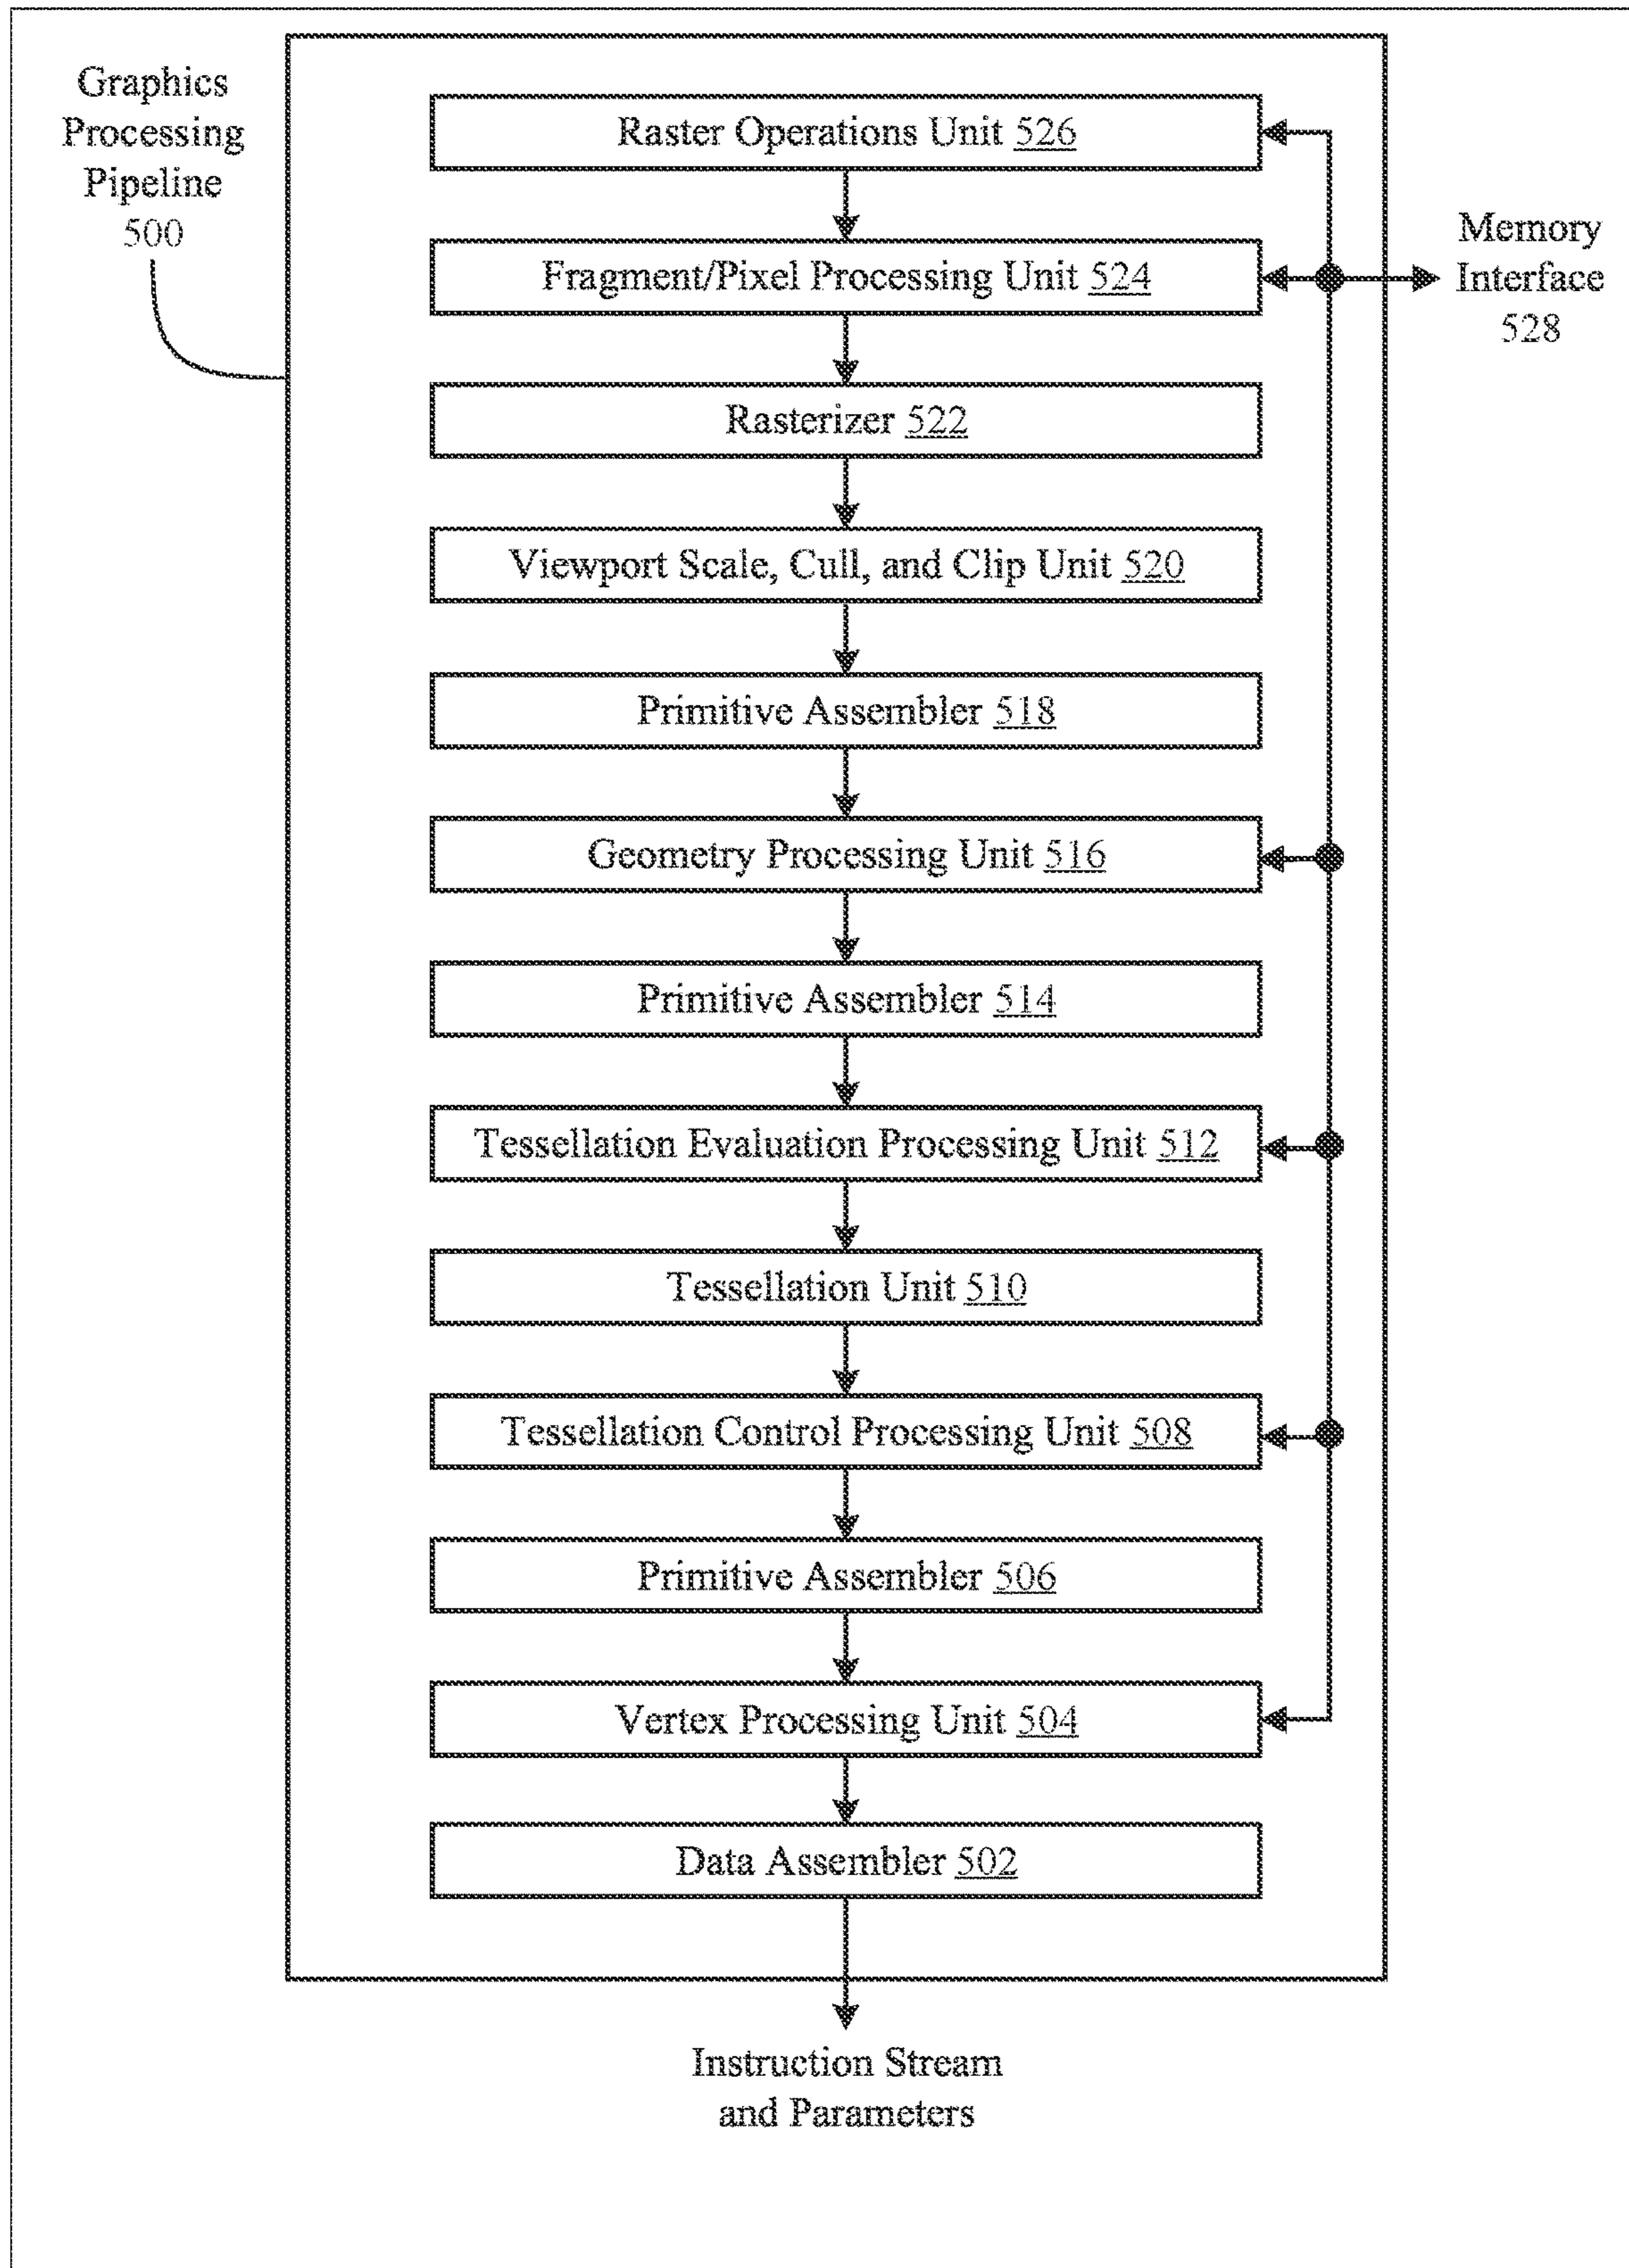 Graphics
Processing
Pipeline
500
Raster Operations Unit 526
Fragment/Pixel Processing Unit 524
Memory
Interface
528
Rasterizer 522
Viewport Scale, Cull, and Clip Unit 520
Primitive Assembler 518
Geometry Processing Unit 516
Primitive Assembler 514
Tessellation Evaluation Processing Unit 512
Tessellation Unit 510
Tessellation Control Processing Unit 508
Primitive Assembler 506
Vertex Processing Unit 504
Data Assembler 502
Instruction Stream
and Parameters